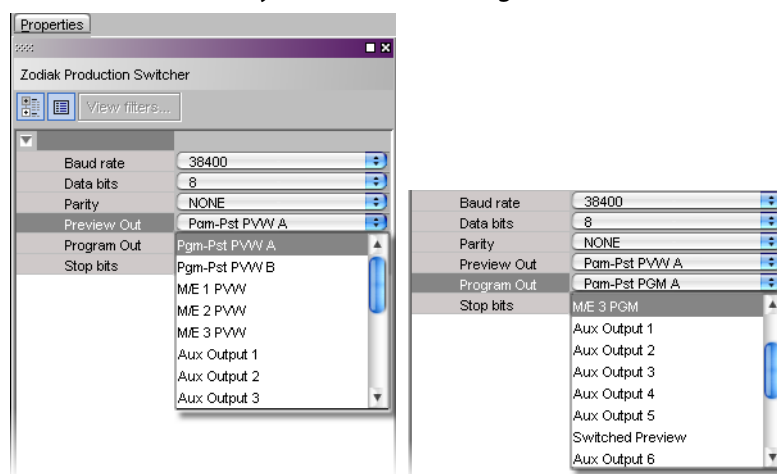 Properties
Zodiak Production Switcher
View filters...
Baud rate 38400
Data bits 8
Parity NONE
Preview Out Pgm-Pst PVW A
Program Out Pgm-Pst PVW A
Stop bits Pgm-Pst PVW B
M/E 1 PVW
M/E 2 PVW
M/E 3 PVW
Aux Output 1
Aux Output 2
Aux Output 3
Baud rate 38400
Data bits 8
Parity NONE
Preview Out Pgm-Pst PVW A
Program Out Pgm-Pst PGM A
Stop bits M/E 3 PGM
Aux Output 1
Aux Output 2
Aux Output 3
Aux Output 4
Aux Output 5
Switched Preview
Aux Output 6